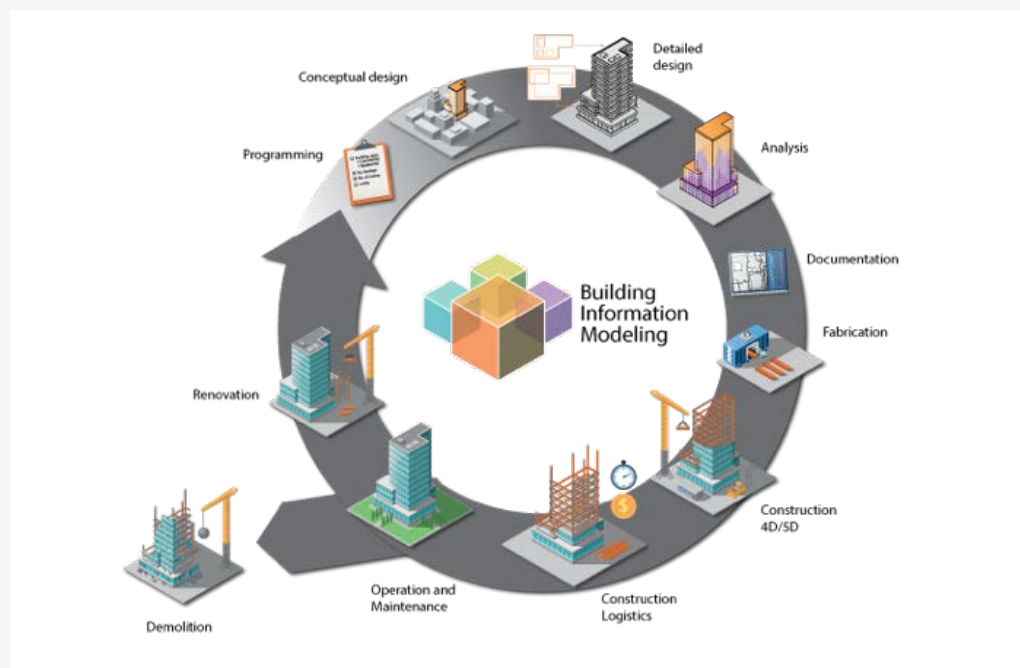 Detailed
design
Conceptual design
Programming
Analysis
Documentation
Building
Information
Modeling
Fabrication
Renovation
$
Construction
4D/5D
Operation and
Maintenance
Construction
Logistics
Demolition